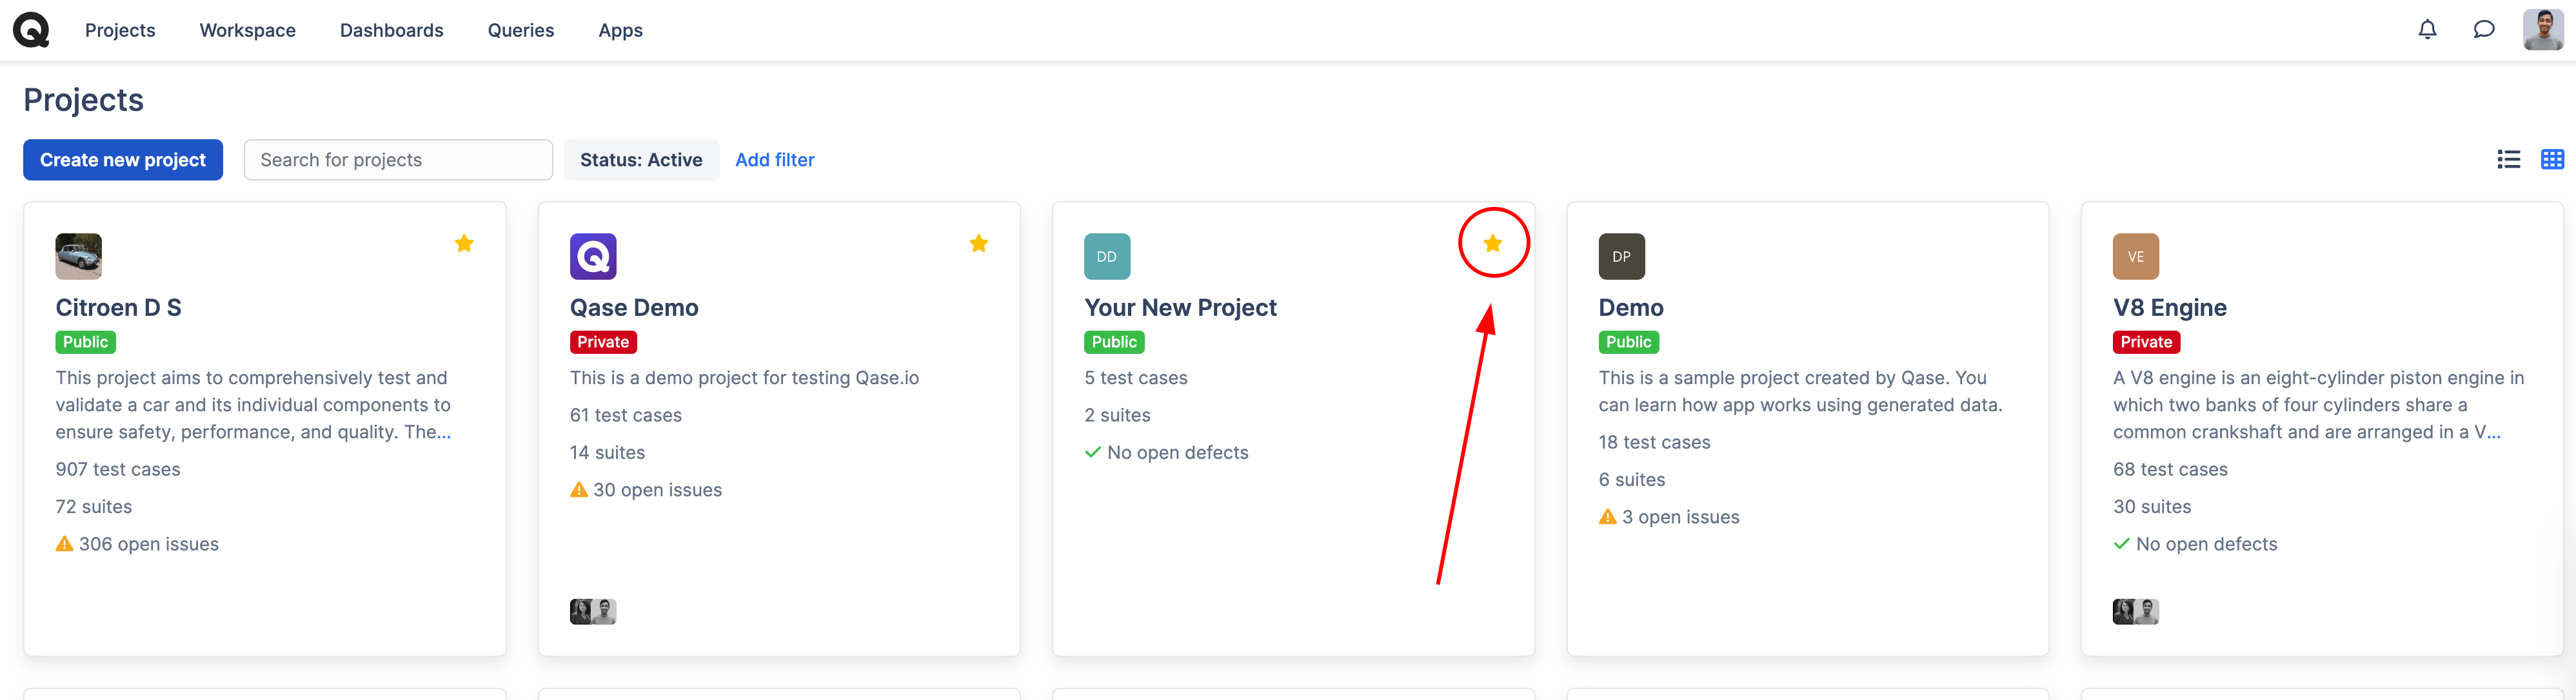 Projects Workspace Dashboards Queries Apps
Projects
Create new project Search for projects Status: Active Add filter
Citroen D S
Public
This project aims to comprehensively test and
validate a car and its individual components to
ensure safety, performance, and quality. The...
907 test cases
72 suites
306 open issues
Qase Demo
Private
This is a demo project for testing Qase.io
61 test cases
14 suites
30 open issues
DD
Your New Project
Public
5 test cases
2 suites
No open defects
DP
Demo
Public
This is a sample project created by Qase. You
can learn how app works using generated data.
18 test cases
6 suites
3 open issues
VE
V8 Engine
Private
A V8 engine is an eight-cylinder piston engine in
which two banks of four cylinders share a
common crankshaft and are arranged in a V...
68 test cases
30 suites
No open defects